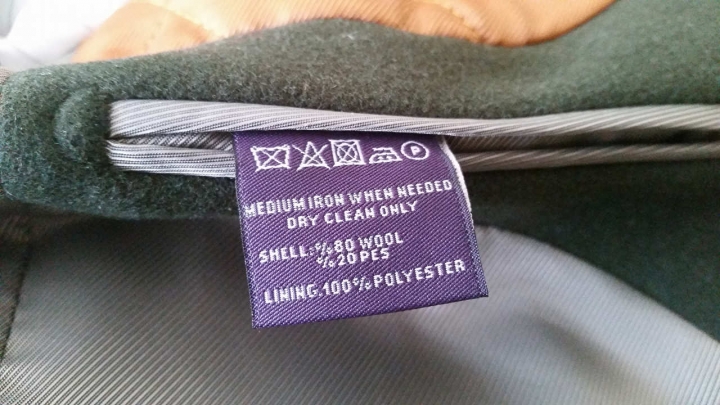 P
MEDIUM IRON WHEN NEEDED
DRY CLEAN ONLY
SHELL:%80 WOOL
%20 PES
LINING.100%POLYESTER